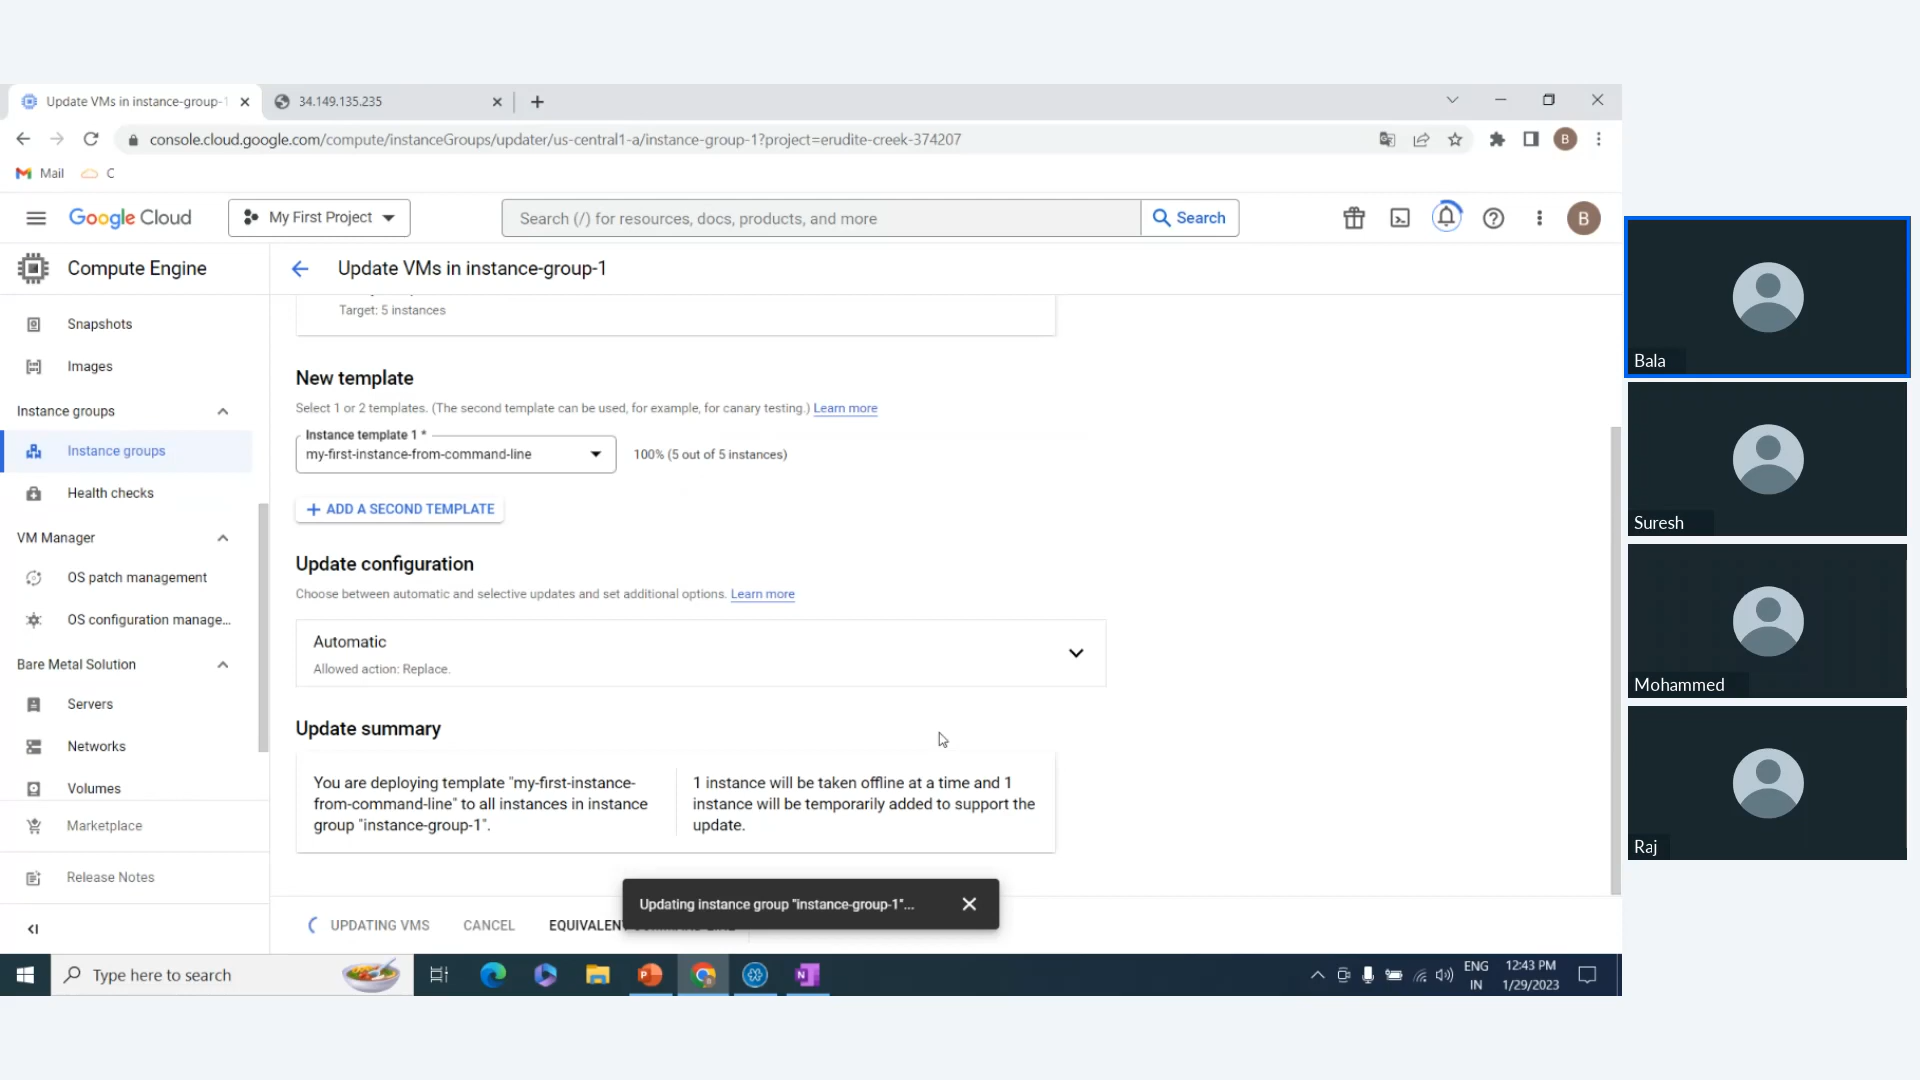 Update VMs in instance-group-1
34.149.135.235
console.cloud.google.com/compute/instanceGroups/updater/us-central1-a/instance-group-1?project=erudite-creek-374207
B
Mail
C
Google Cloud
My First Project
Search (/) for resources, docs, products, and more
Search
B
Compute Engine
Update VMs in instance-group-1
Snapshots
Images
Instance groups
Instance groups
Health checks
VM Manager
OS patch management
OS configuration manage...
Bare Metal Solution
Servers
Networks
Volumes
Marketplace
Release Notes
Target: 5 instances
New template
Select 1 or 2 templates. (The second template can be used, for example, for canary testing.) Learn more
Instance template 1 *
my-first-instance-from-command-line
100% (5 out of 5 instances)
+ ADD A SECOND TEMPLATE
Update configuration
Choose between automatic and selective updates and set additional options. Learn more
Automatic
Allowed action: Replace.
Update summary
You are deploying template "my-first-instance-
from-command-line" to all instances in instance
group "instance-group-1".
1 instance will be taken offline at a time and 1
instance will be temporarily added to support the
update.
Updating instance group "instance-group-1"...
UPDATING VMS
CANCEL
EQUIVALENT
Type here to search
ENG
IN
12:43 PM
1/29/2023
Bala
Suresh
Mohammed
Raj